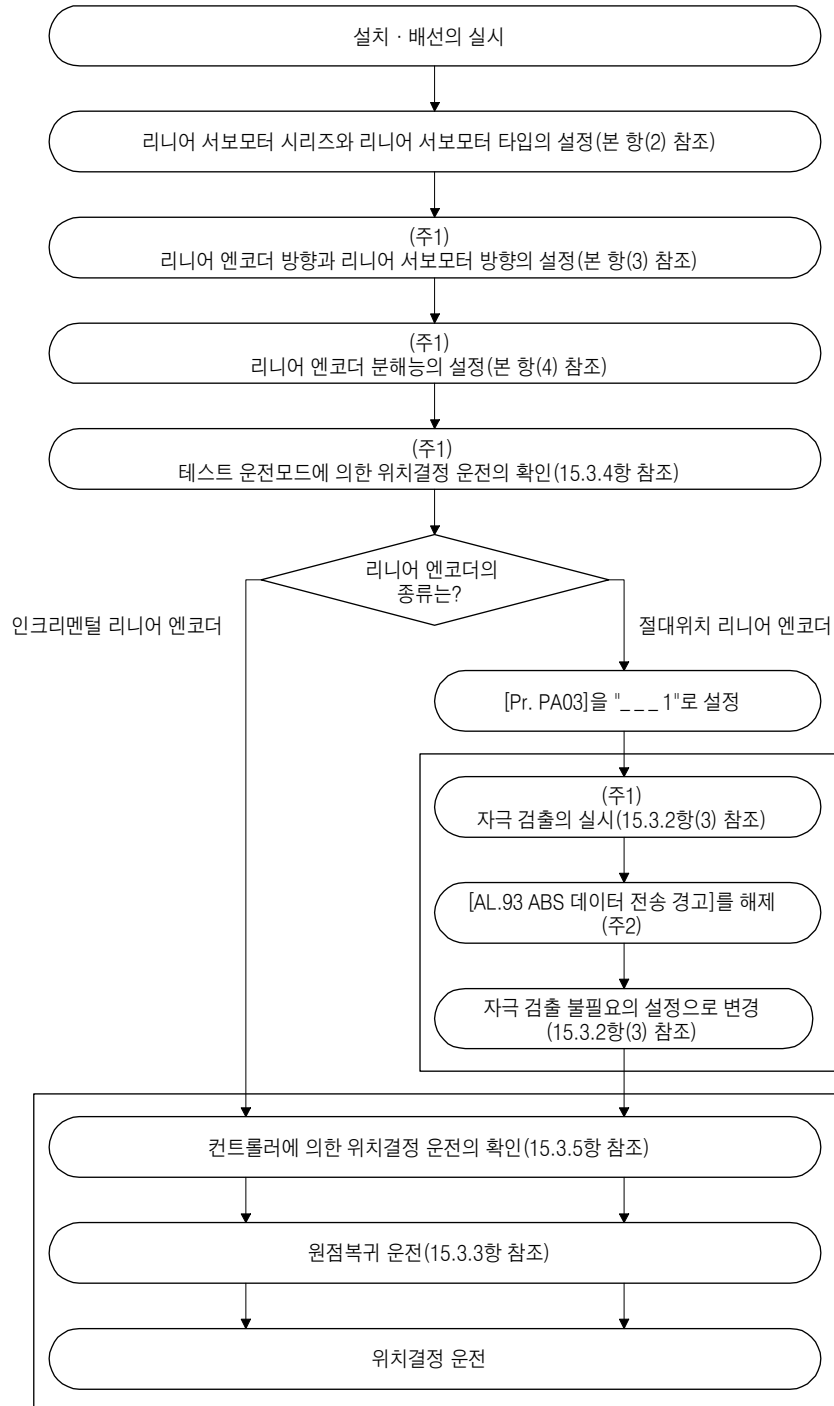 설치 · 배선의 실시
리니어 서보모터 시리즈와 리니어 서보모터 타입의 설정(본 항(2) 참조)
(주1)
리니어 엔코더 방향과 리니어 서보모터 방향의 설정(본 항(3) 참조)
(주1)
리니어 엔코더 분해능의 설정(본 항(4) 참조)
(주1)
테스트 운전모드에 의한 위치결정 운전의 확인(15.3.4항 참조)
리니어 엔코더의
종류는?
인크리멘털 리니어 엔코더
절대위치 리니어 엔코더
[Pr. PA03]을 "_ _ _ 1"로 설정
(주1)
자극 검출의 실시(15.3.2항(3) 참조)
[AL.93 ABS 데이터 전송 경고]를 해제
(주2)
자극 검출 불필요의 설정으로 변경
(15.3.2항(3) 참조)
컨트롤러에 의한 위치결정 운전의 확인(15.3.5항 참조)
원점복귀 운전(15.3.3항 참조)
위치결정 운전